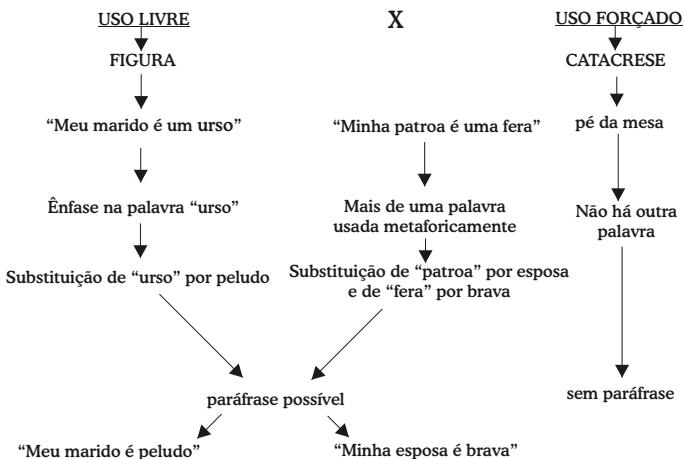 USO LIVRE X USO FORÇADO
FIGURA CATACRESE
“Meu marido é um urso” “Minha patroa é uma fera” pé da mesa
Ênfase na palavra “urso” Mais de uma palavra Não há outra
usada metaforicamente palavra
Substituição de “urso” por peludo Substituição de “patroa” por esposa
e de “fera” por brava
paráfrase possível sem paráfrase
“Meu marido é peludo” “Minha esposa é brava”